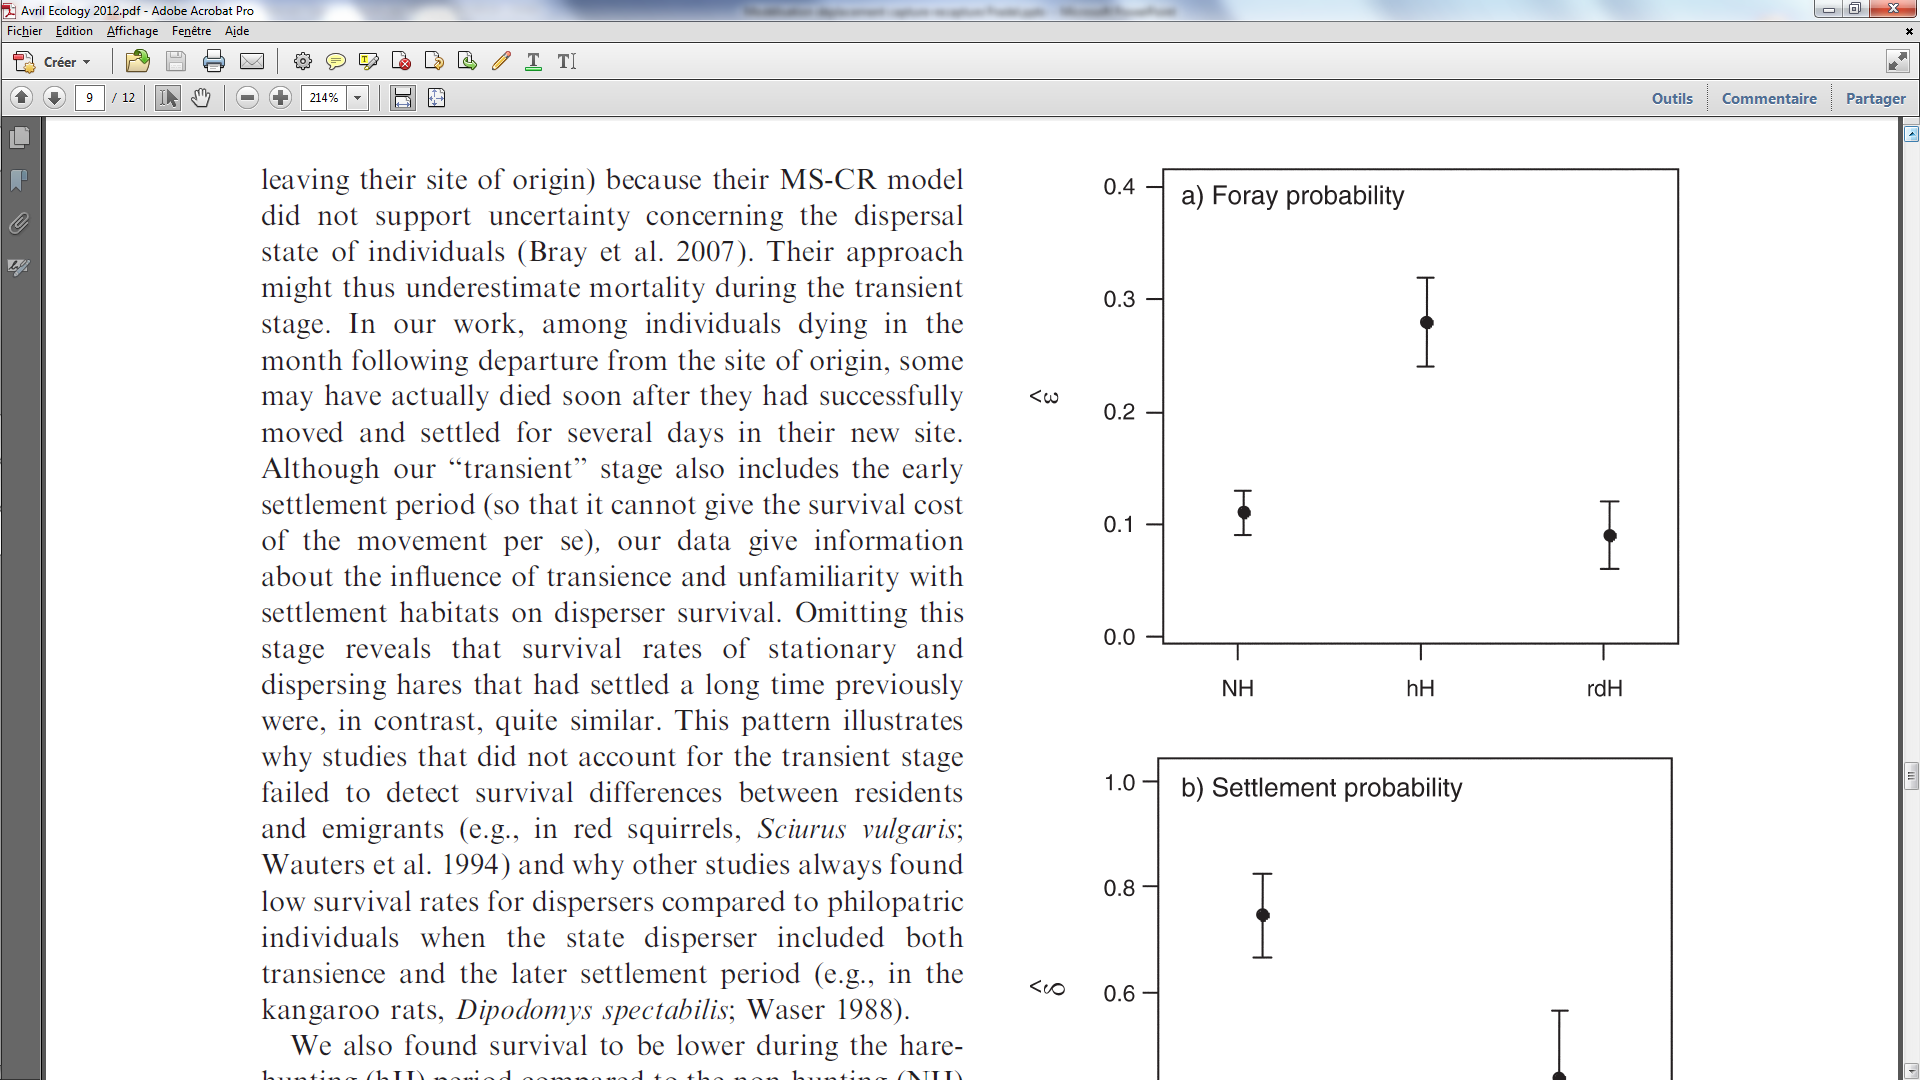 Avril Ecology 2012.pdf - Adobe Acrobat Pro
Fichier Edition Affichage Fenêtre Aide
Créer
9 / 12 214% Outils Commentaire Partager
leaving their site of origin) because their MS-CR model
did not support uncertainty concerning the dispersal
state of individuals (Bray et al. 2007). Their approach
might thus underestimate mortality during the transient
stage. In our work, among individuals dying in the
month following departure from the site of origin, some
may have actually died soon after they had successfully
moved and settled for several days in their new site.
Although our “transient” stage also includes the early
settlement period (so that it cannot give the survival cost
of the movement per se), our data give information
about the influence of transience and unfamiliarity with
settlement habitats on disperser survival. Omitting this
stage reveals that survival rates of stationary and
dispersing hares that had settled a long time previously
were, in contrast, quite similar. This pattern illustrates
why studies that did not account for the transient stage
failed to detect survival differences between residents
and emigrants (e.g., in red squirrels, Sciurus vulgaris;
Wauters et al. 1994) and why other studies always found
low survival rates for dispersers compared to philopatric
individuals when the state disperser included both
transience and the later settlement period (e.g., in the
kangaroo rats, Dipodomys spectabilis; Waser 1988).
We also found survival to be lower during the hare-
hunting (hH) period compared to the non-hunting (NH)
a) Foray probability
0.4
0.3
0.2
0.1
0.0
ε̂
NH hH rdH
b) Settlement probability
1.0
0.8
0.6
δ̂